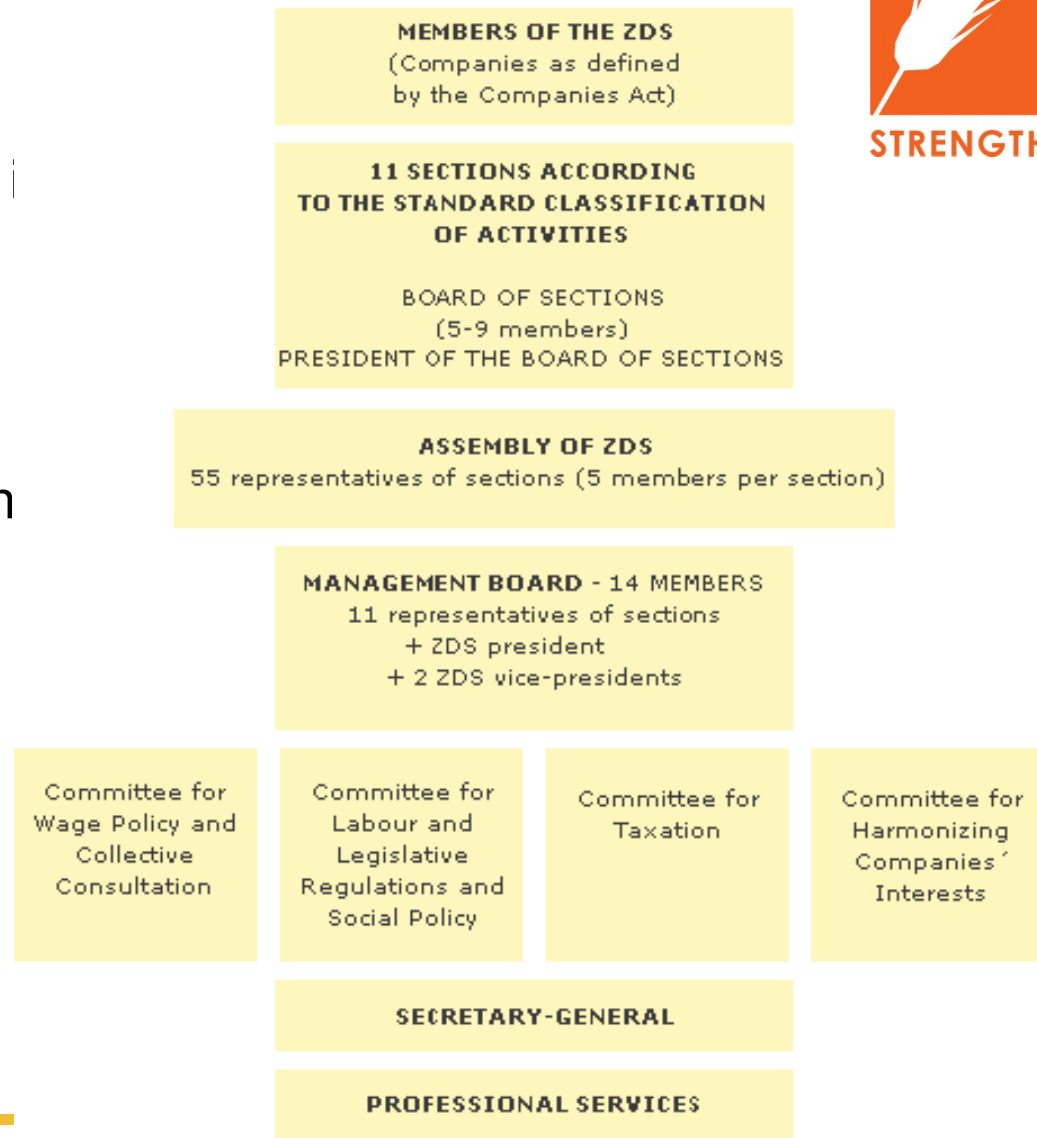 MEMBERS OF THE ZDS
(Companies as defined
by the Companies Act)
STRENGTH
11 SECTIONS ACCORDING
TO THE STANDARD CLASSIFICATION
OF ACTIVITIES
BOARD OF SECTIONS
(5-9 members)
PRESIDENT OF THE BOARD OF SECTIONS
ASSEMBLY OF ZDS
55 representatives of sections (5 members per section)
MANAGEMENT BOARD - 14 MEMBERS
11 representatives of sections
+ ZDS president
+ 2 ZDS vice-presidents
Committee for
Wage Policy and
Collective
Consultation
Committee for
Labour and
Legislative
Regulations and
Social Policy
Committee for
Taxation
Committee for
Harmonizing
Companies´
Interests
SECRETARY-GENERAL
PROFESSIONAL SERVICES